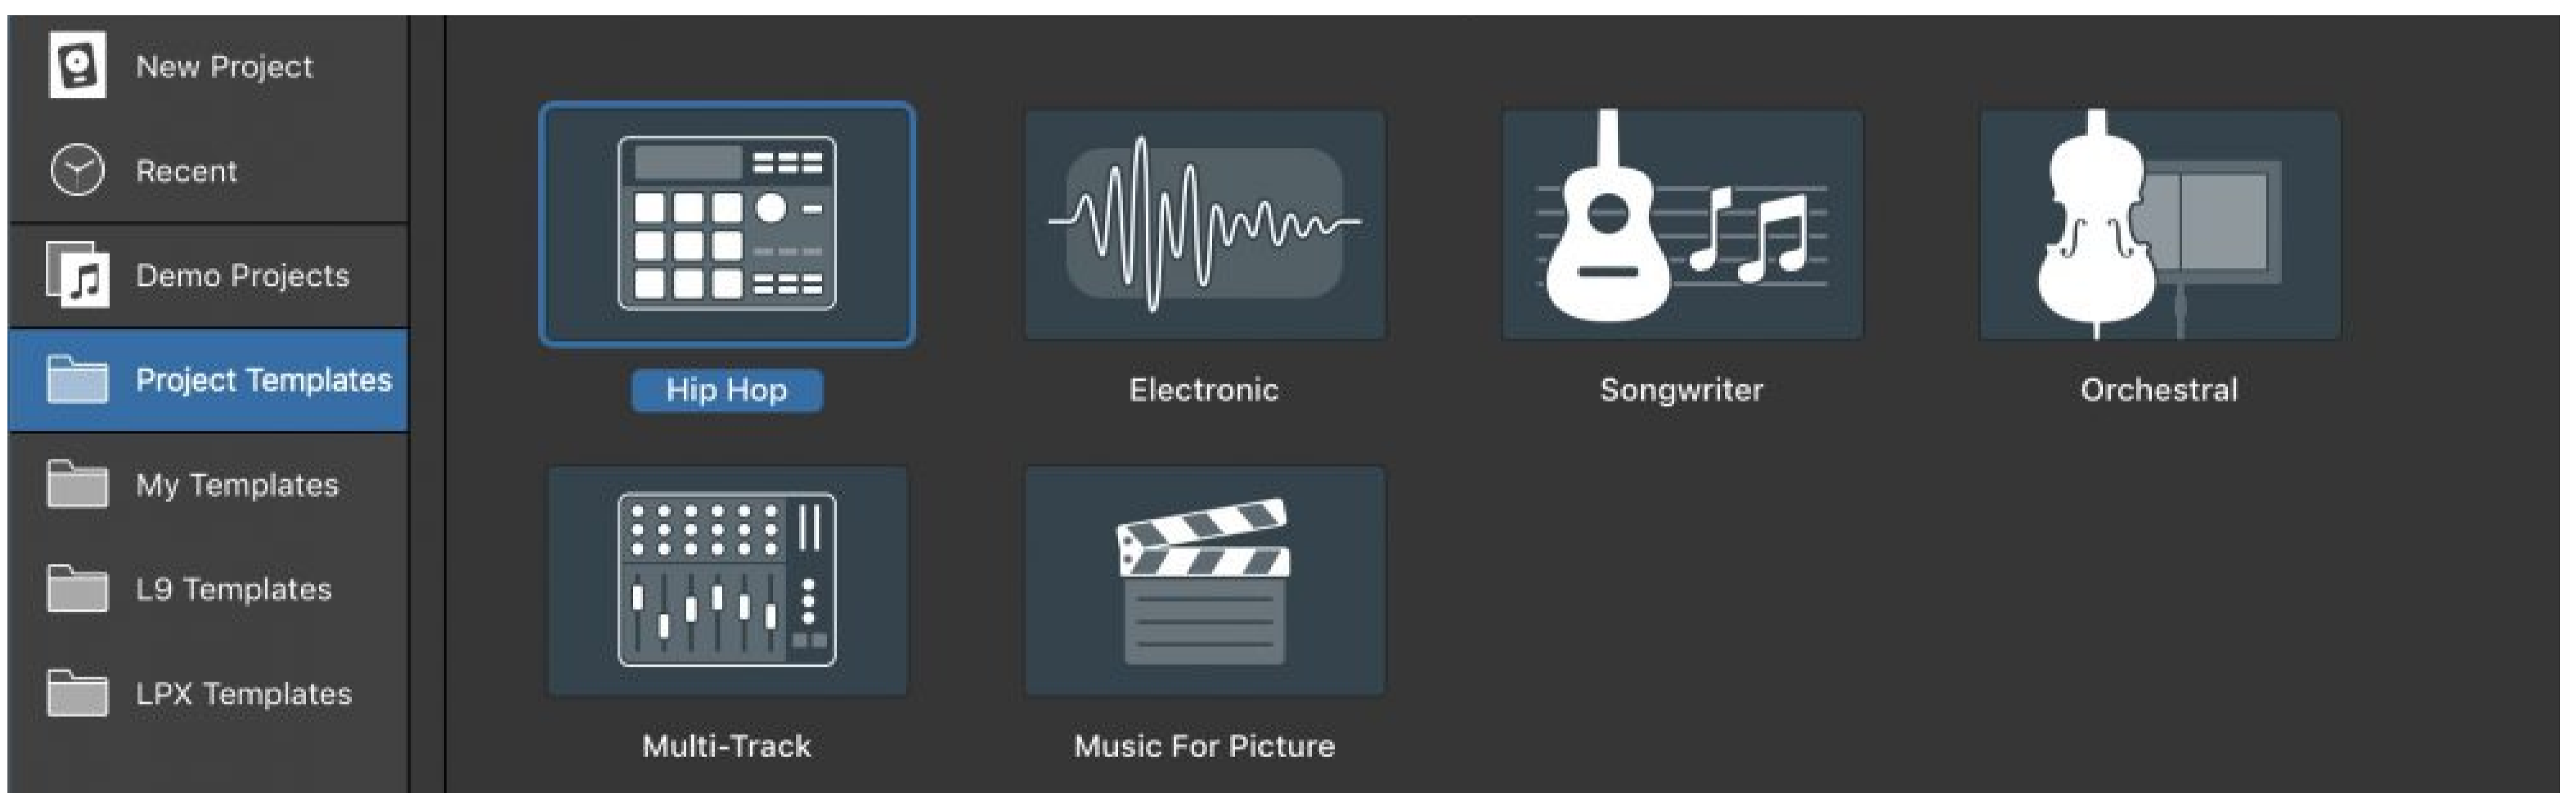 New Project
Recent
Demo Projects
Project Templates
My Templates
L9 Templates
LPX Templates
Hip Hop
Electronic
Songwriter
Orchestral
Multi-Track
Music For Picture